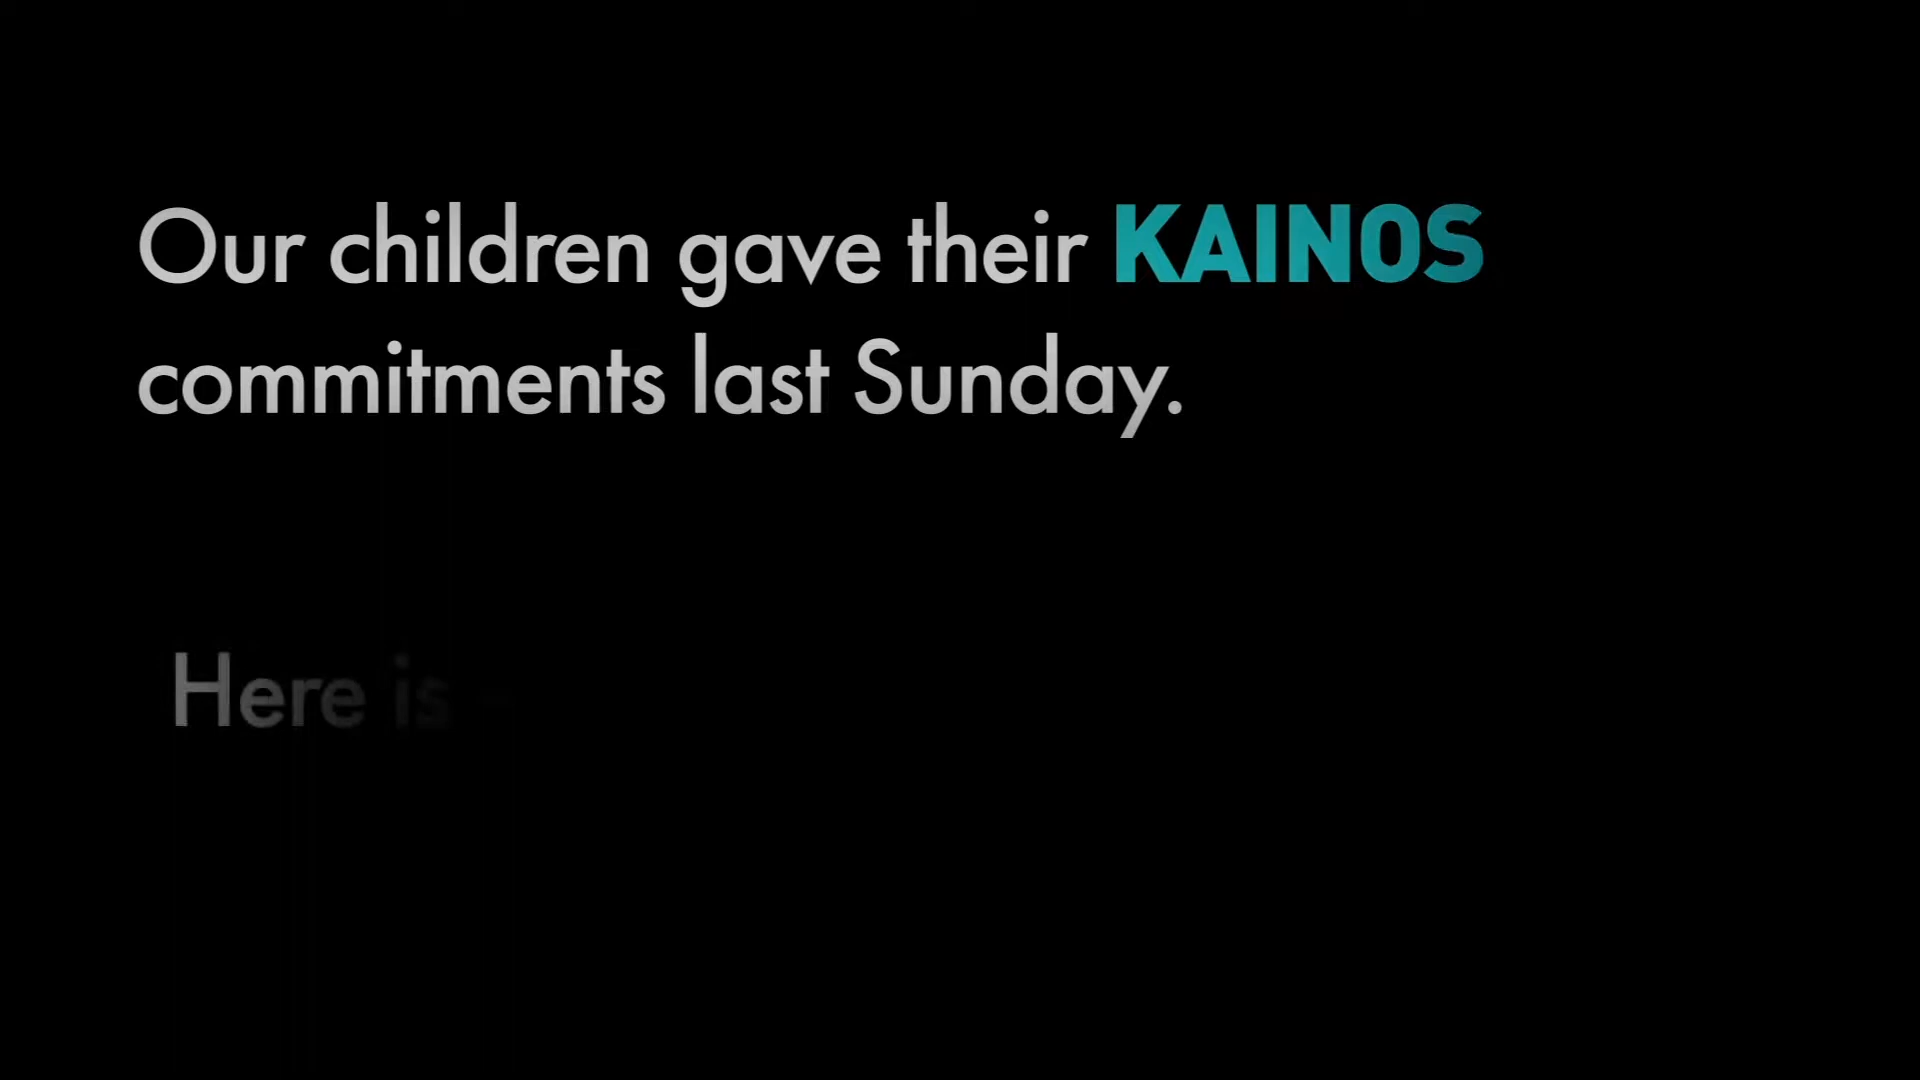 Our children gave their KAINOS
commitments last Sunday.
Here is